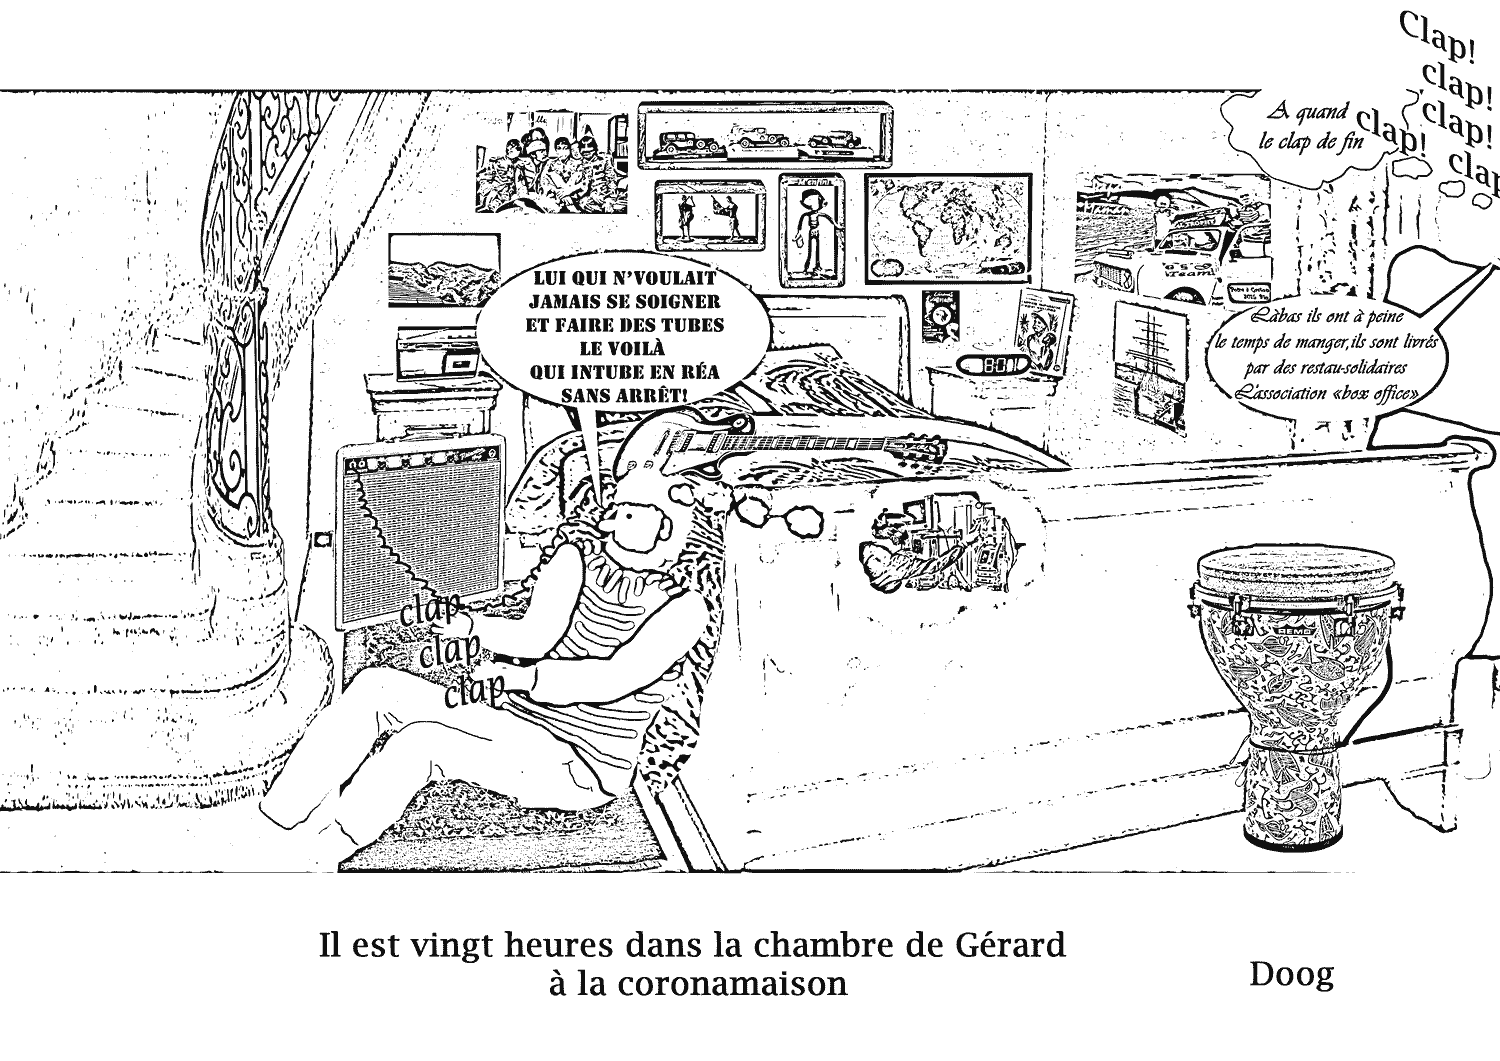 Clap!
clap!
clap!
clap!
clap
A quand
le clap de fin
LUI QUI N'VOULAIT
JAMAIS SE SOIGNER
ET FAIRE DES TUBES
LE VOILÀ
QUI INTUBE EN RÉA
SANS ARRÊT!
Làbas ils ont à peine
le temps de manger,ils sont livrés
par des restau-solidaires
L'association «box office»
8:01
clap
clap
clap
REMO
Il est vingt heures dans la chambre de Gérard
à la coronamaison
Doog